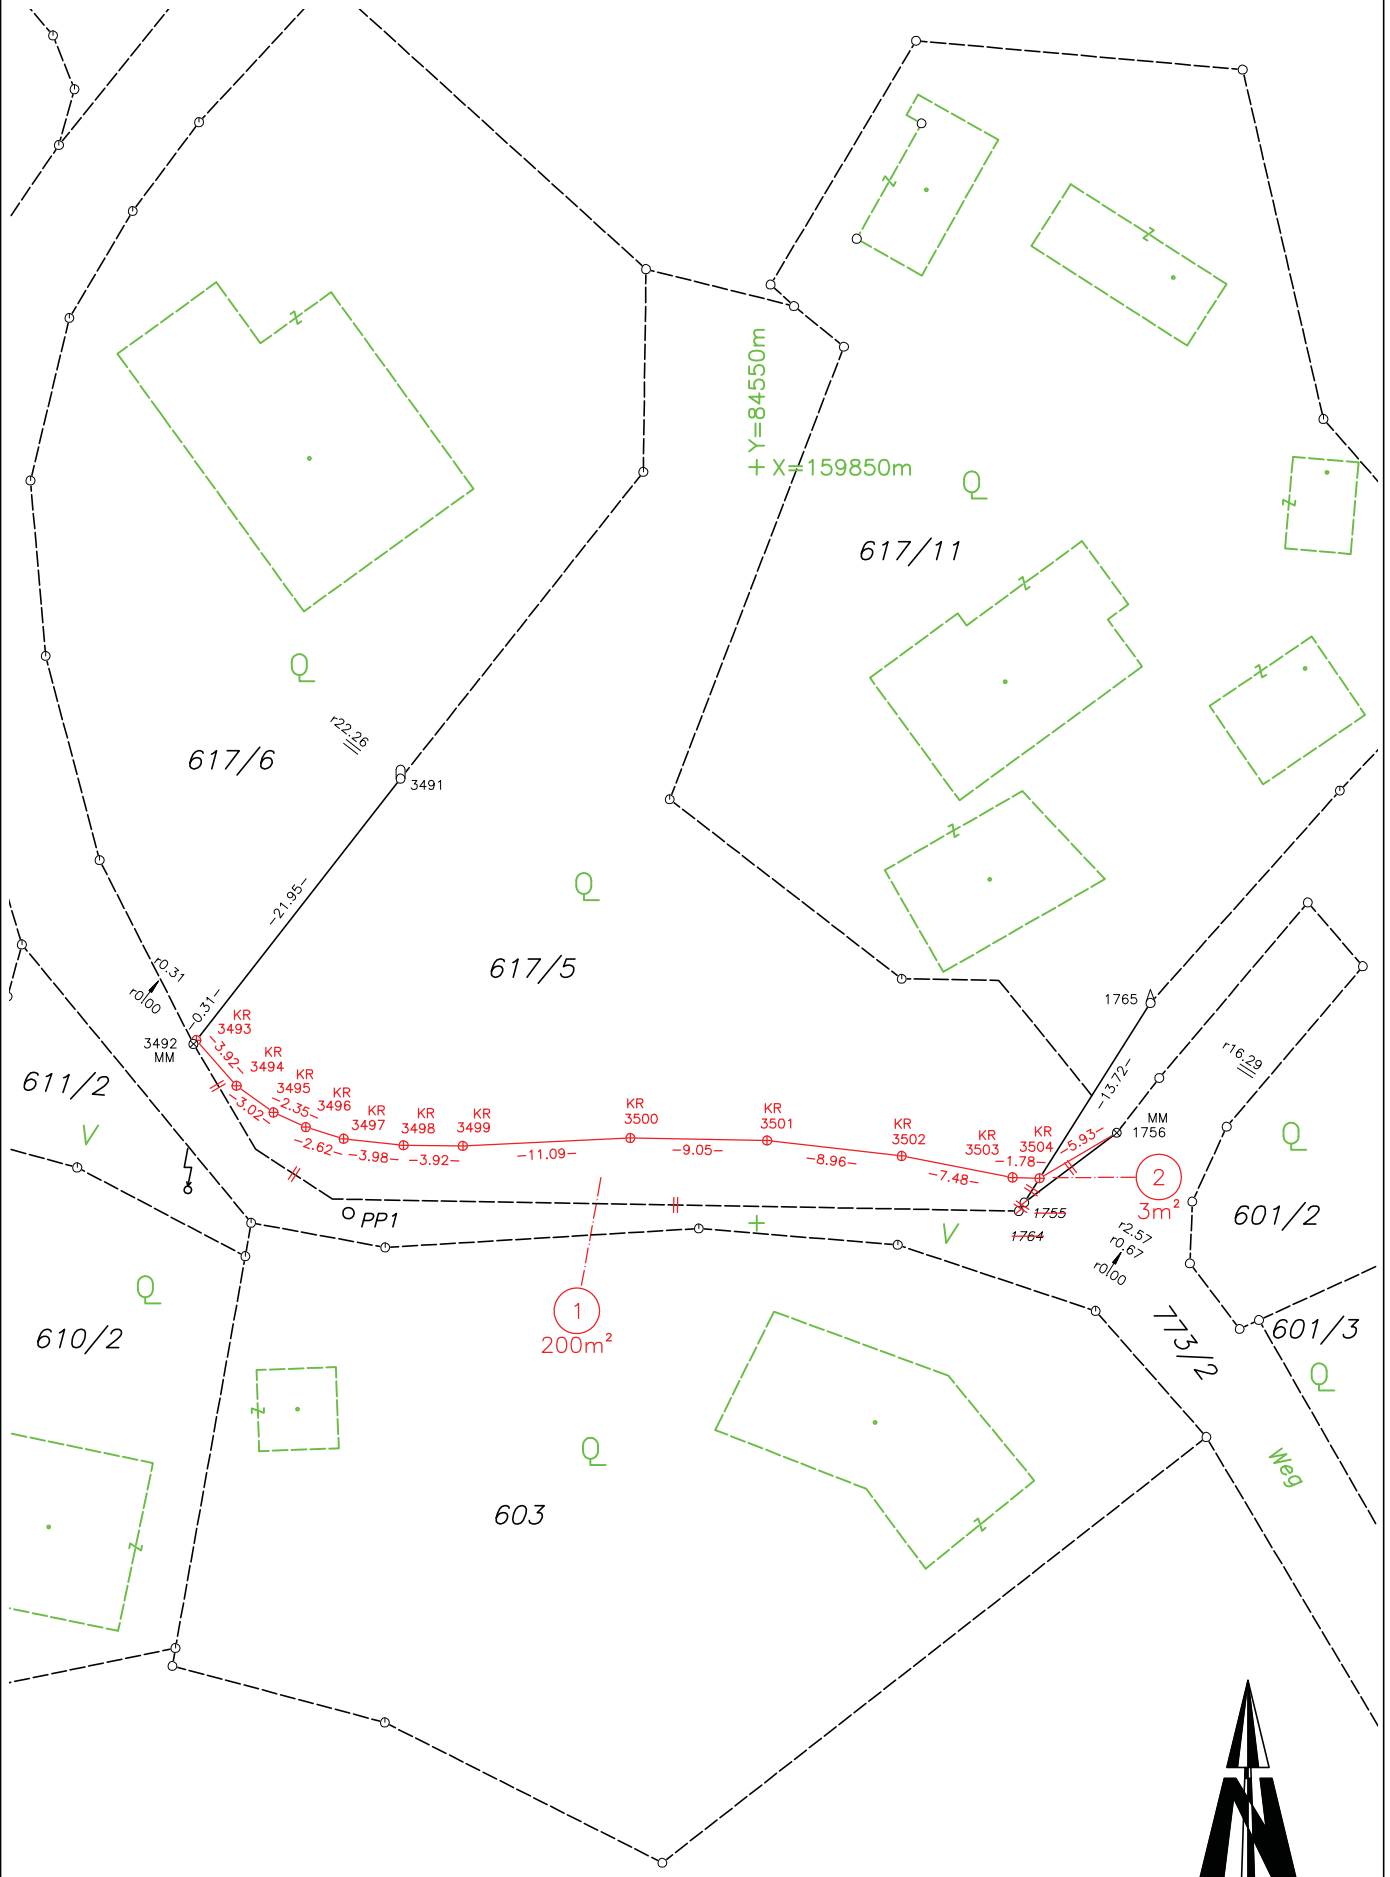 + Y=84550m
+ X=159850m
Q
617/11
Q
r22.26
617/6
3491
-21.95-
Q
617/5
r0.31
r0.00
-0.31-
1765
r16.29
KR
3493
3492
MM
-3.92-
KR
3494
-3.02-
KR
3495
-2.35-
KR
3496
-2.62-
KR
3497
-3.98-
KR
3498
-3.92-
KR
3499
-11.09-
KR
3500
-9.05-
KR
3501
-8.96-
KR
3502
-7.48-
KR
3503
-1.78-
KR
3504
-5.93-
-13.72-
MM
1756
611/2
V
Q
2
3m²
PP1
1755
1764
V
601/2
r2.57
r0.67
r0.00
1
200m²
Q
610/2
773/2
601/3
Q
Q
603
Weg
N